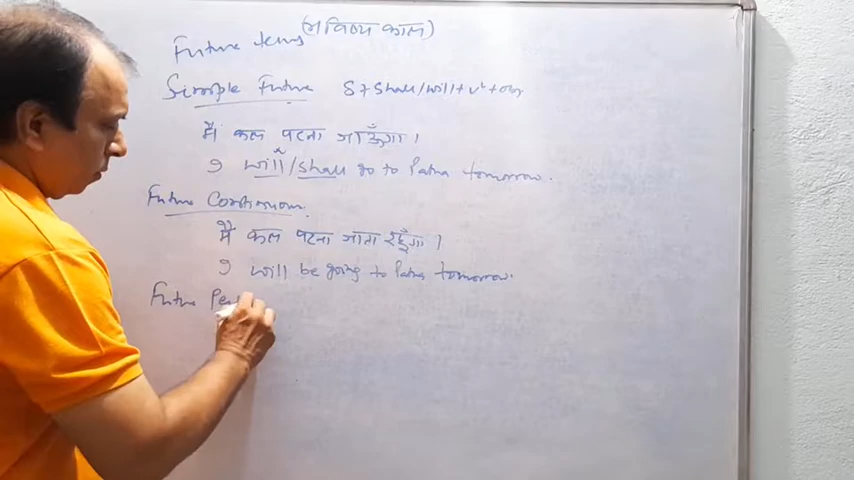 Future tens (भविष्य काल)
Simple Future S+Shall/will+v¹+obj
मैं कल पटना जाऊँगा।
I will/shall go to Patna tomorrow.
Future Continuous.
मैं कल पटना जाता रहूँगा।
I will be going to Patna tomorrow.
Future Per